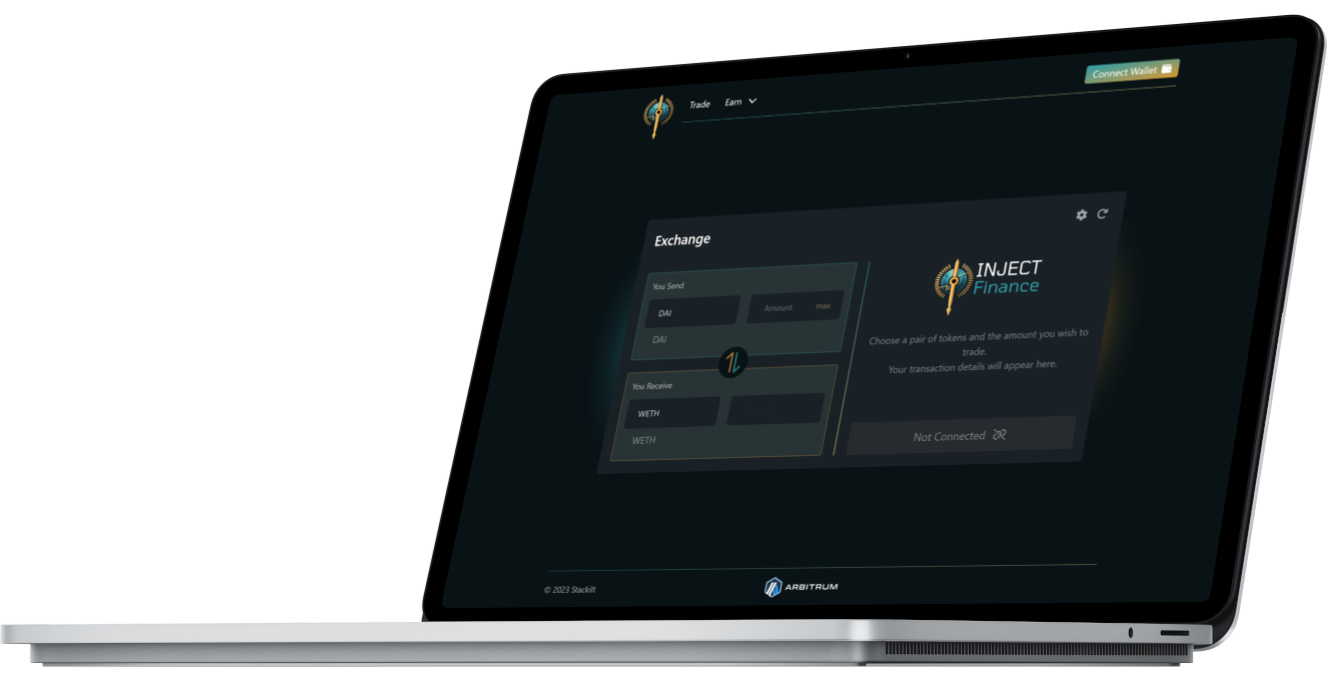 Trade
Earn
Connect Wallet
Exchange
You Send
DAI
Amount
max
DAI
You Receive
WETH
WETH
INJECT
Finance
Choose a pair of tokens and the amount you wish to
trade.
Your transaction details will appear here.
Not Connected
© 2023 Stackilt
ARBITRUM